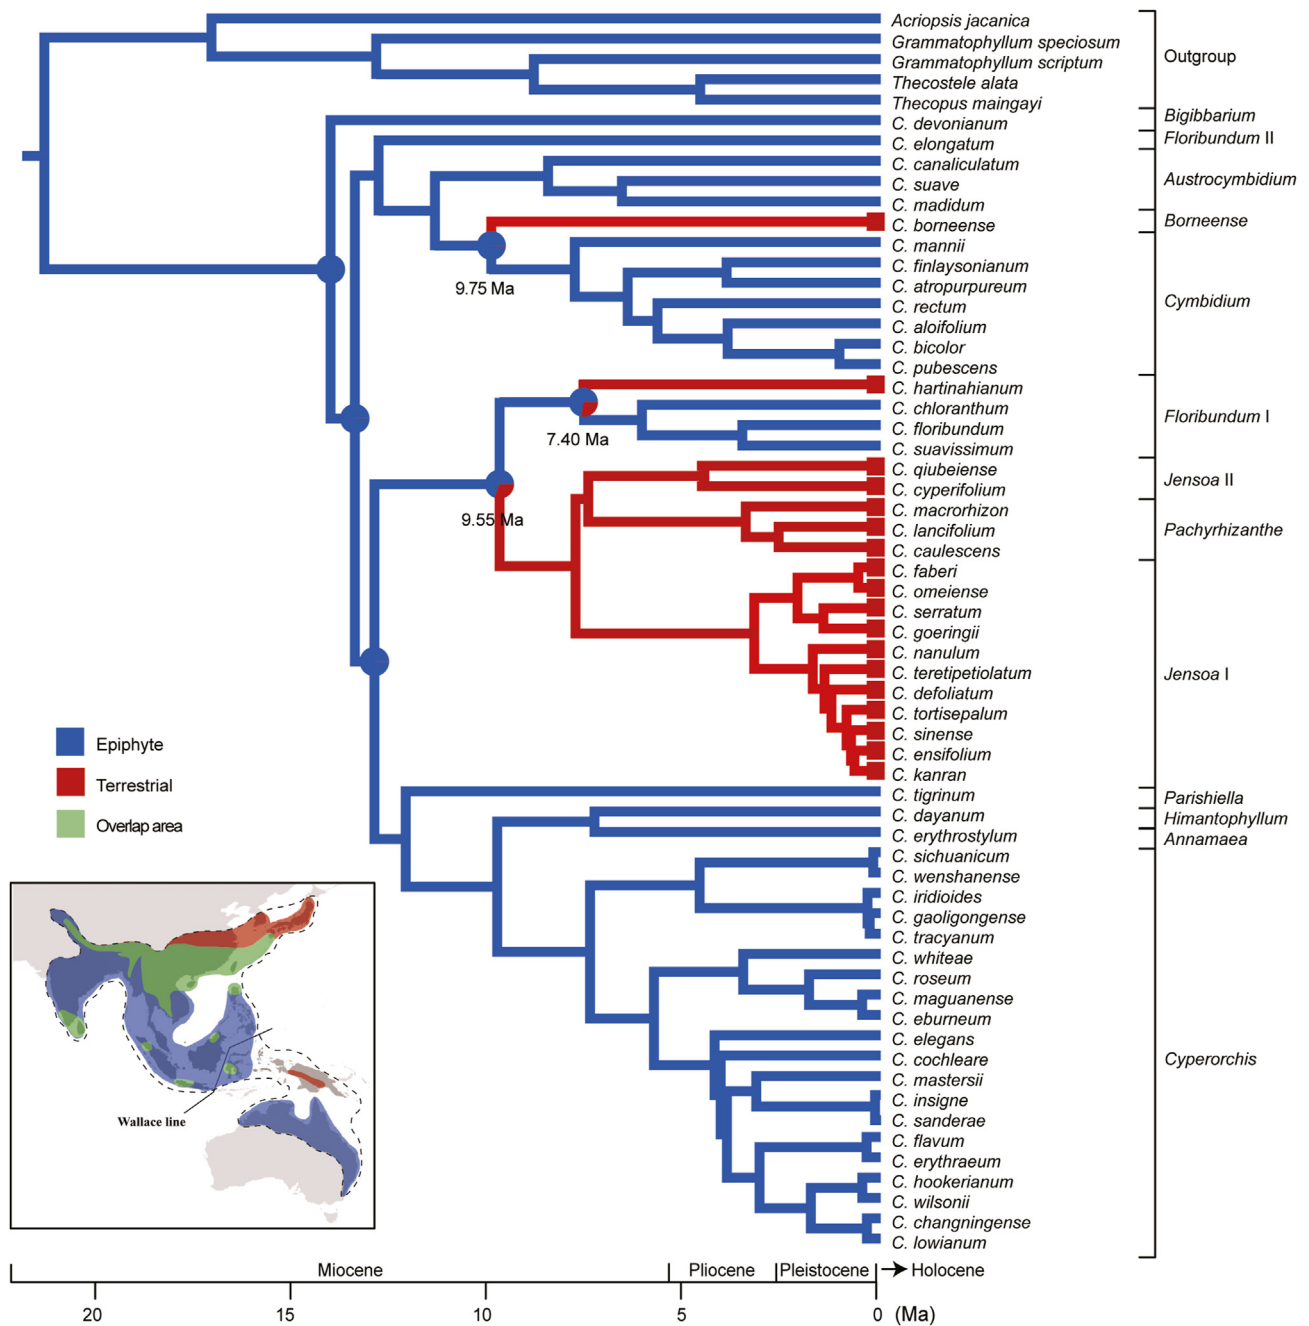 Acriopsis jacanica
Grammatophyllum speciosum
Grammatophyllum scriptum
Thecostele alata
Thecopus maingayi
Outgroup
C. devonianum
Bigibbarium
C. elongatum
Floribundum II
C. canaliculatum
C. suave
C. madidum
Austrocymbidium
C. borneense
Borneense
9.75 Ma
C. mannii
C. finlaysonianum
C. atropurpureum
C. rectum
C. aloifolium
C. bicolor
C. pubescens
Cymbidium
C. hartinahianum
C. chloranthum
C. floribundum
C. suavissimum
Floribundum I
7.40 Ma
C. qiubeiense
C. cyperifolium
Jensoa II
9.55 Ma
C. macrorhizon
C. lancifolium
C. caulescens
Pachyrhizanthe
C. faberi
C. omeiense
C. serratum
C. goeringii
C. nanulum
C. teretipetiolatum
C. defoliatum
C. tortisepalum
C. sinense
C. ensifolium
C. kanran
Jensoa I
C. tigrinum
Parishiella
C. dayanum
Himantophyllum
C. erythrostylum
Annamaea
C. sichuanicum
C. wenshanense
C. iridioides
C. gaoligongense
C. tracyanum
C. whiteae
C. roseum
C. maguanense
C. eburneum
C. elegans
C. cochleare
C. mastersii
C. insigne
C. sanderae
C. flavum
C. erythraeum
C. hookerianum
C. wilsonii
C. changningense
C. lowianum
Cyperorchis
Epiphyte
Terrestrial
Overlap area
Wallace line
Miocene Pliocene Pleistocene Holocene
20 15 10 5 0 (Ma)